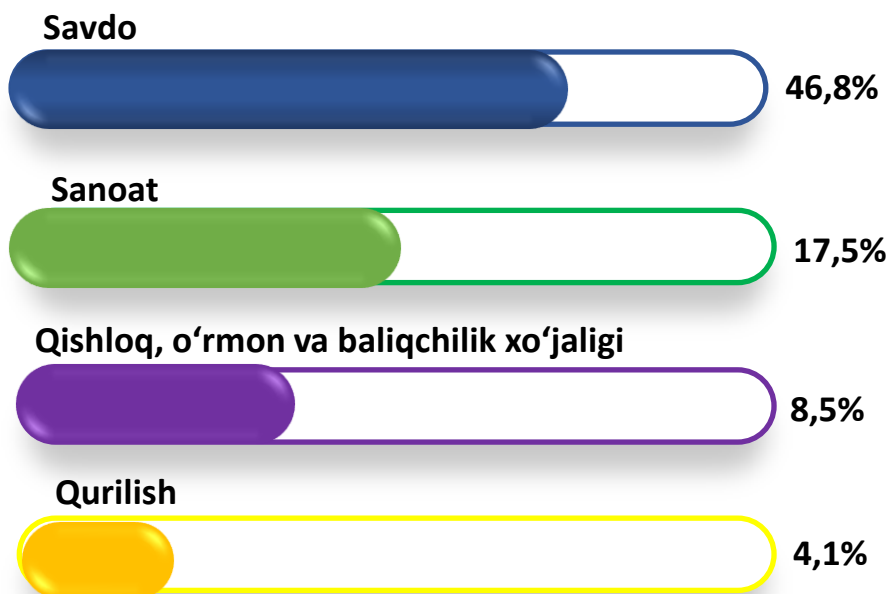 Savdo
46,8%
Sanoat
17,5%
Qishloq, o‘rmon va baliqchilik xo‘jaligi
8,5%
Qurilish
4,1%